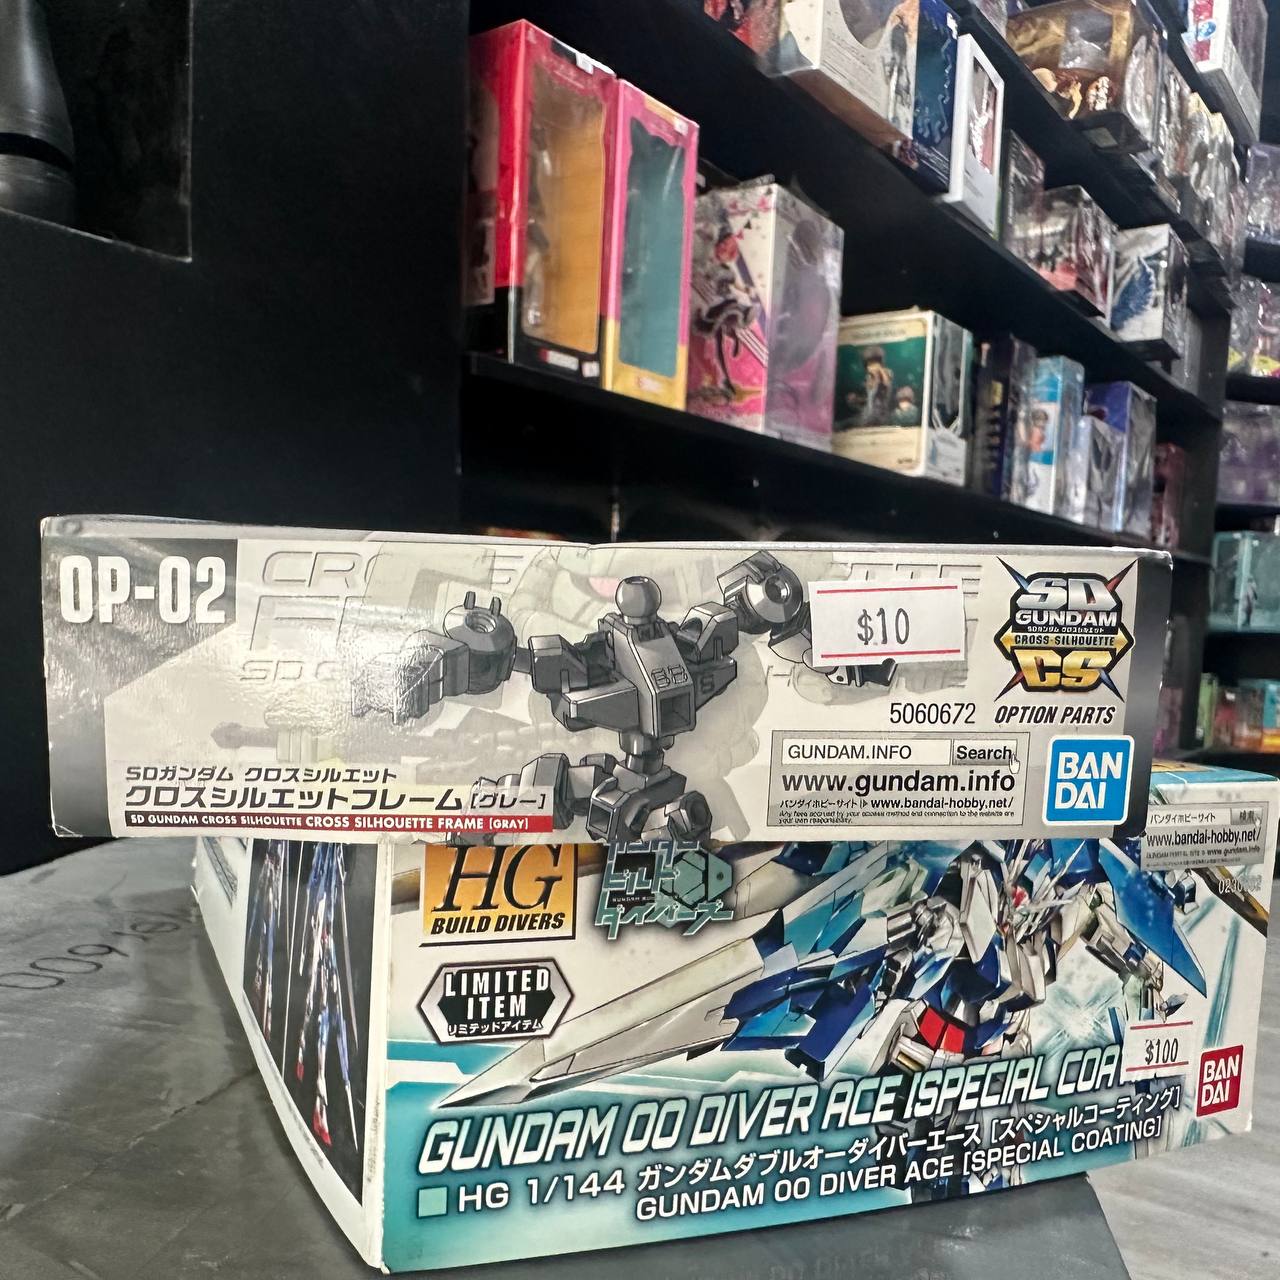 OP-02
$10
SD
GUNDAM
SDガンダム クロスシルエット
CROSS·SILHOUETTE
CS
OPTION PARTS
5060672
GUNDAM.INFO Search
www.gundam.info
バンダイホビーサイト www.bandai-hobby.net/
BAN
DAI
SDガンダム クロスシルエット
クロスシルエットフレーム [グレー]
SD GUNDAM CROSS SILHOUETTE CROSS SILHOUETTE FRAME [GRAY]
HG
BUILD DIVERS
ビルド
ダイバーズ
LIMITED
ITEM
リミテッドアイテム
バンダイホビーサイト 検索
www.bandai-hobby.net/
$100
BAN
DAI
GUNDAM 00 DIVER ACE [SPECIAL
HG 1/144 ガンダムダブルオーダイバーエース [スペシャルコーティング]
GUNDAM 00 DIVER ACE [SPECIAL COATING]